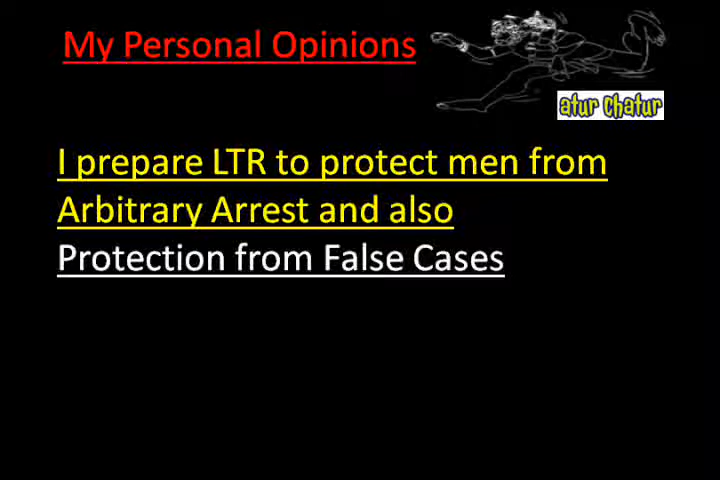 My Personal Opinions
atur chatur
I prepare LTR to protect men from
Arbitrary Arrest and also
Protection from False Cases